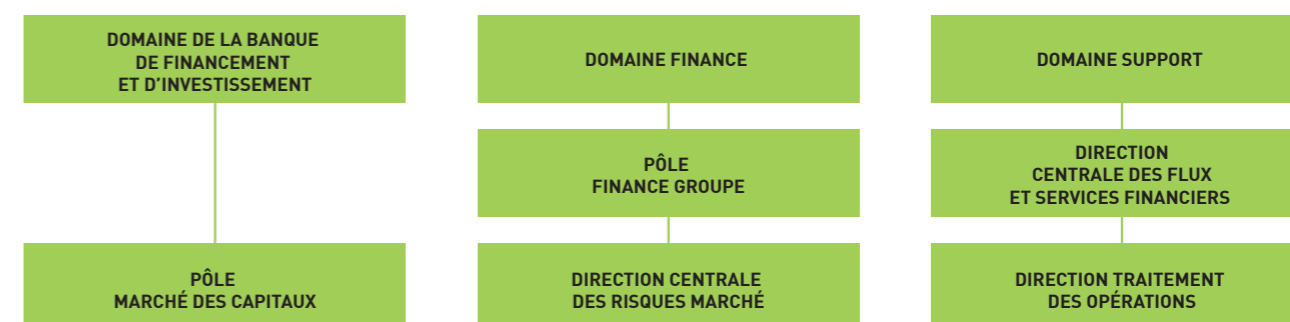 DOMAINE DE LA BANQUE
DE FINANCEMENT
ET D'INVESTISSEMENT
PÔLE
MARCHÉ DES CAPITAUX
DOMAINE FINANCE
PÔLE
FINANCE GROUPE
DIRECTION CENTRALE
DES RISQUES MARCHÉ
DOMAINE SUPPORT
DIRECTION
CENTRALE DES FLUX
ET SERVICES FINANCIERS
DIRECTION TRAITEMENT
DES OPÉRATIONS